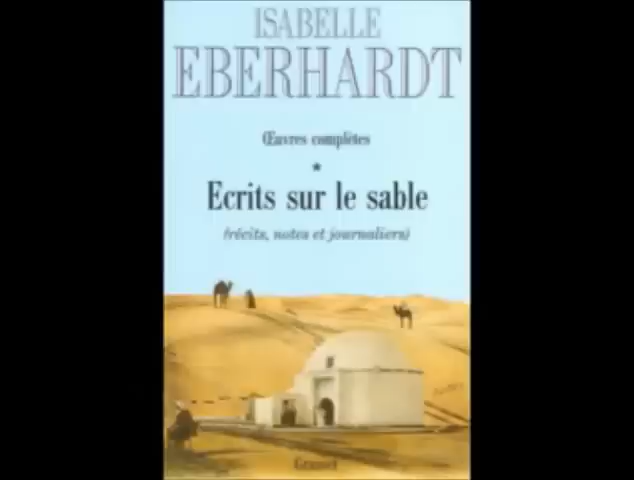 ISABELLE
EBERHARDT
Œuvres complètes
*
Ecrits sur le sable
(récits, notes et journaliers)
Grasset